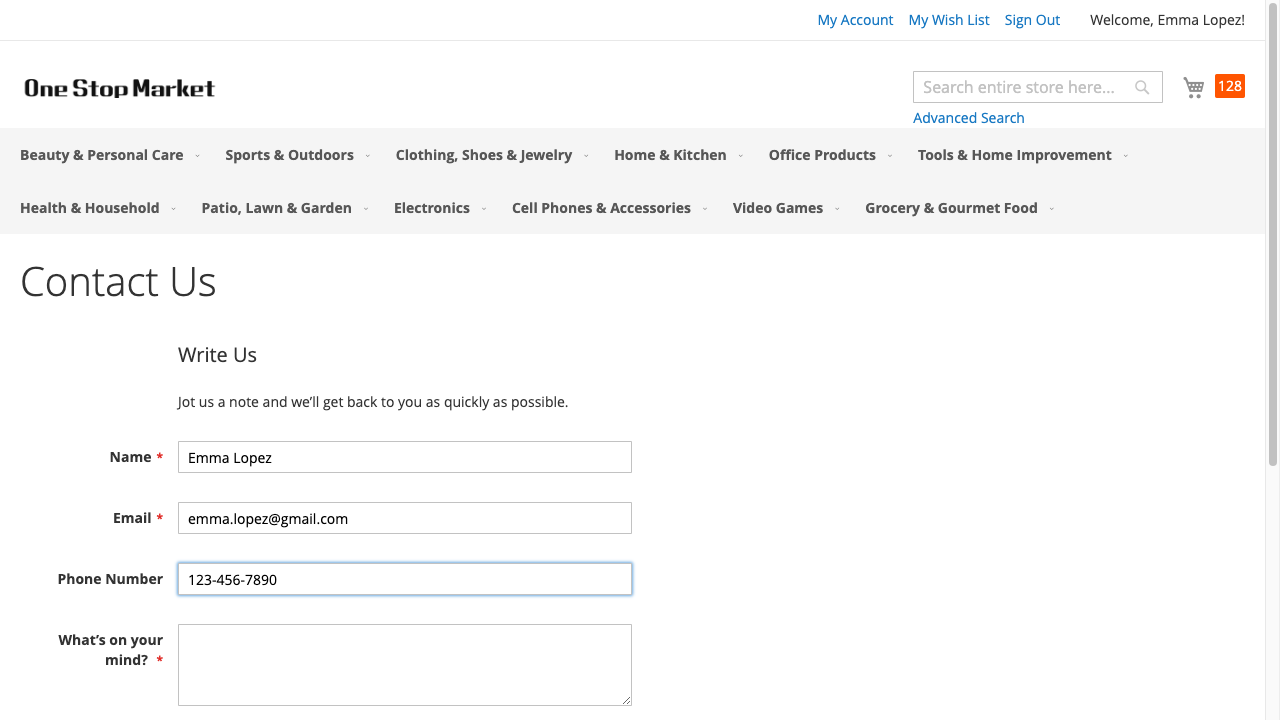 My Account My Wish List Sign Out Welcome, Emma Lopez!
One Stop Market
Search entire store here...
128
Advanced Search
Beauty & Personal Care Sports & Outdoors Clothing, Shoes & Jewelry Home & Kitchen Office Products Tools & Home Improvement
Health & Household Patio, Lawn & Garden Electronics Cell Phones & Accessories Video Games Grocery & Gourmet Food
Contact Us
Write Us
Jot us a note and we’ll get back to you as quickly as possible.
Name * Emma Lopez
Email * emma.lopez@gmail.com
Phone Number 123-456-7890
What’s on your
mind? *